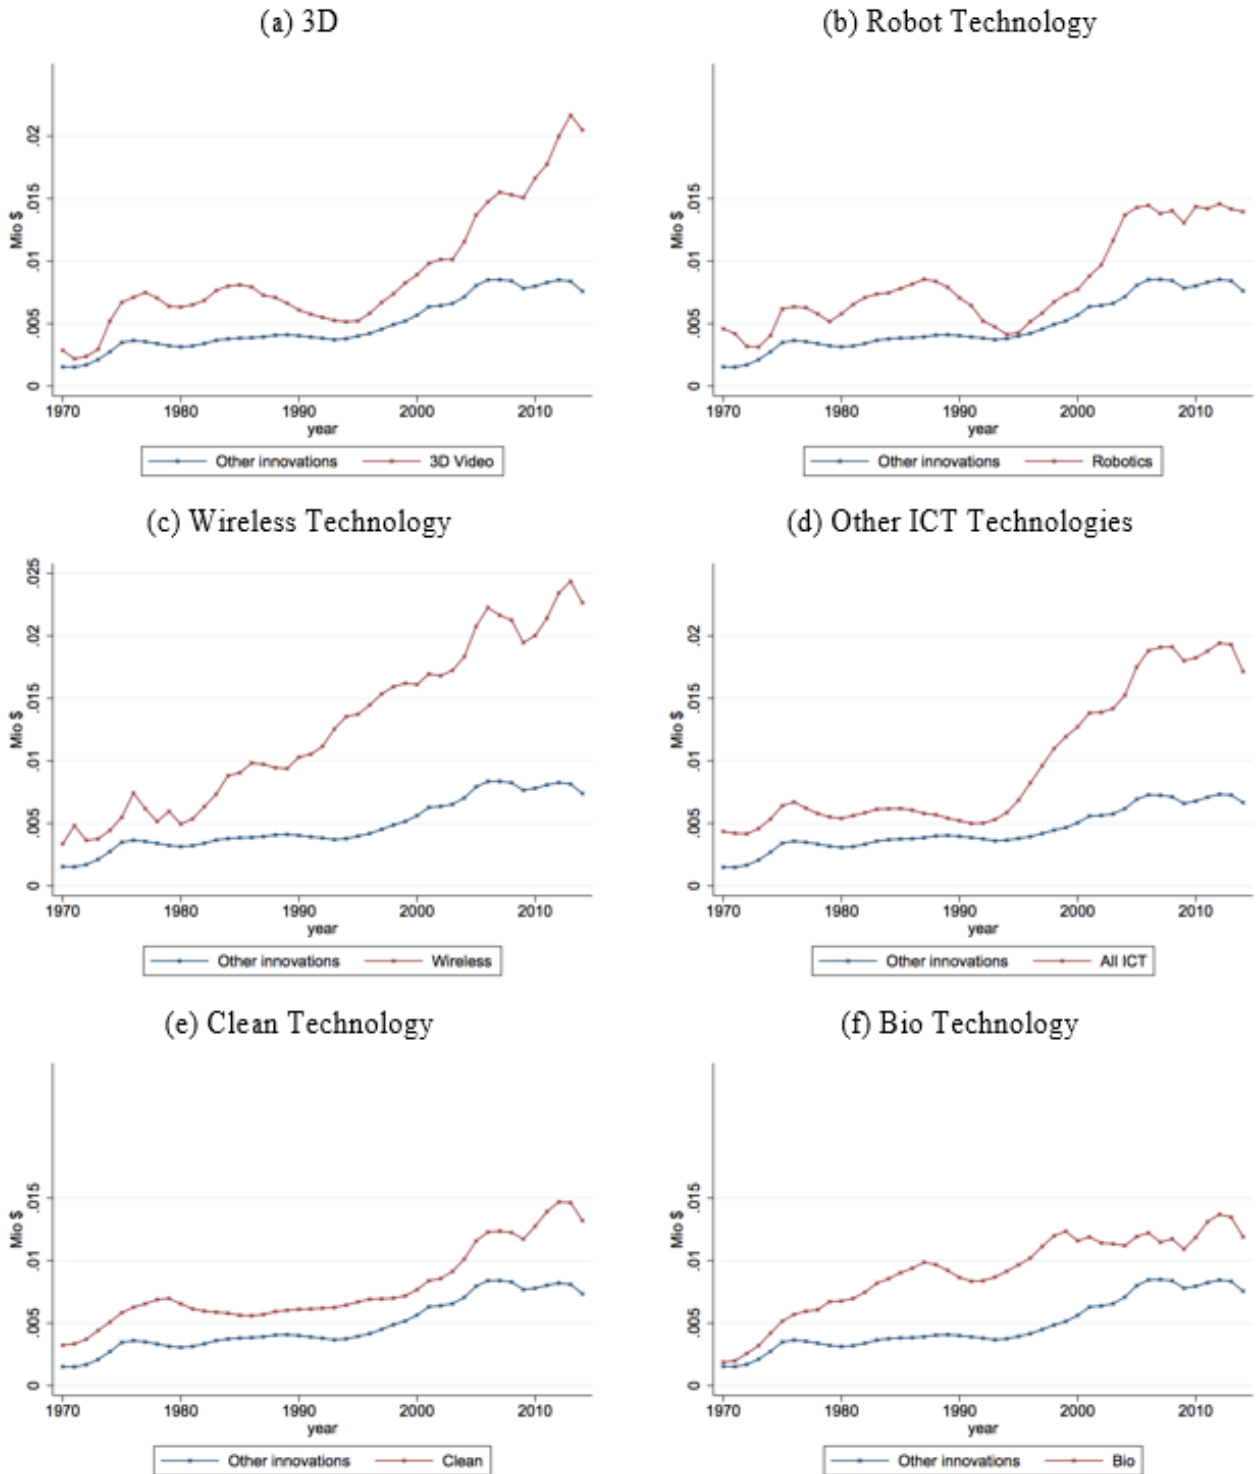 (a) 3D
Mio $
0 .005 .01 .015 .02
1970 1980 1990 2000 2010
year
Other innovations 3D Video
(b) Robot Technology
Mio $
0 .005 .01 .015 .02
1970 1980 1990 2000 2010
year
Other innovations Robotics
(c) Wireless Technology
Mio $
0 .005 .01 .015 .02 .025
1970 1980 1990 2000 2010
year
Other innovations Wireless
(d) Other ICT Technologies
Mio $
0 .005 .01 .015 .02
1970 1980 1990 2000 2010
year
Other innovations All ICT
(e) Clean Technology
Mio $
0 .005 .01 .015
1970 1980 1990 2000 2010
year
Other innovations Clean
(f) Bio Technology
Mio $
0 .005 .01 .015
1970 1980 1990 2000 2010
year
Other innovations Bio